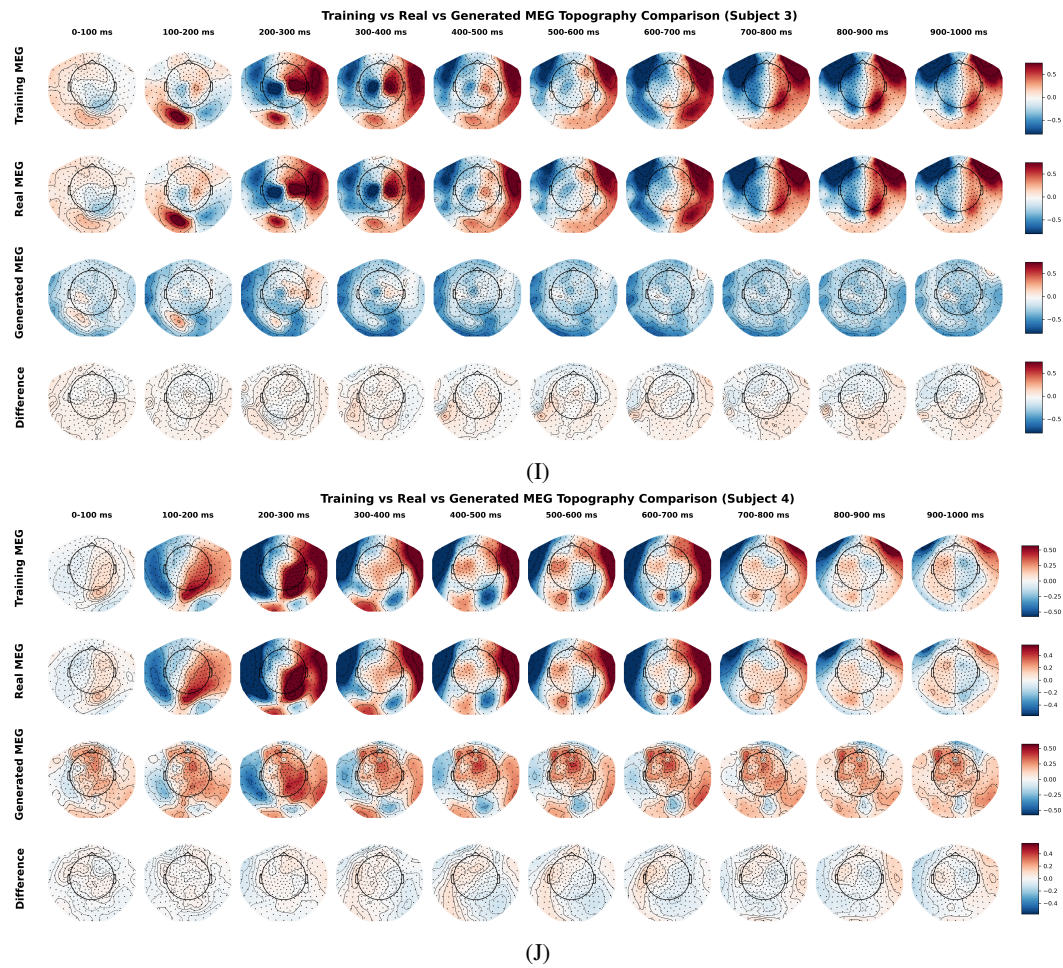 Training vs Real vs Generated MEG Topography Comparison (Subject 3)
0-100 ms 100-200 ms 200-300 ms 300-400 ms 400-500 ms 500-600 ms 600-700 ms 700-800 ms 800-900 ms 900-1000 ms
Training MEG
0.5
0.0
−0.5
Real MEG
0.5
0.0
−0.5
Generated MEG
0.5
0.0
−0.5
Difference
0.5
0.0
−0.5
(I)
Training vs Real vs Generated MEG Topography Comparison (Subject 4)
0-100 ms 100-200 ms 200-300 ms 300-400 ms 400-500 ms 500-600 ms 600-700 ms 700-800 ms 800-900 ms 900-1000 ms
Training MEG
0.50
0.25
0.00
−0.25
−0.50
Real MEG
0.4
0.2
0.0
−0.2
−0.4
Generated MEG
0.50
0.25
0.00
−0.25
−0.50
Difference
0.4
0.2
0.0
−0.2
−0.4
(J)